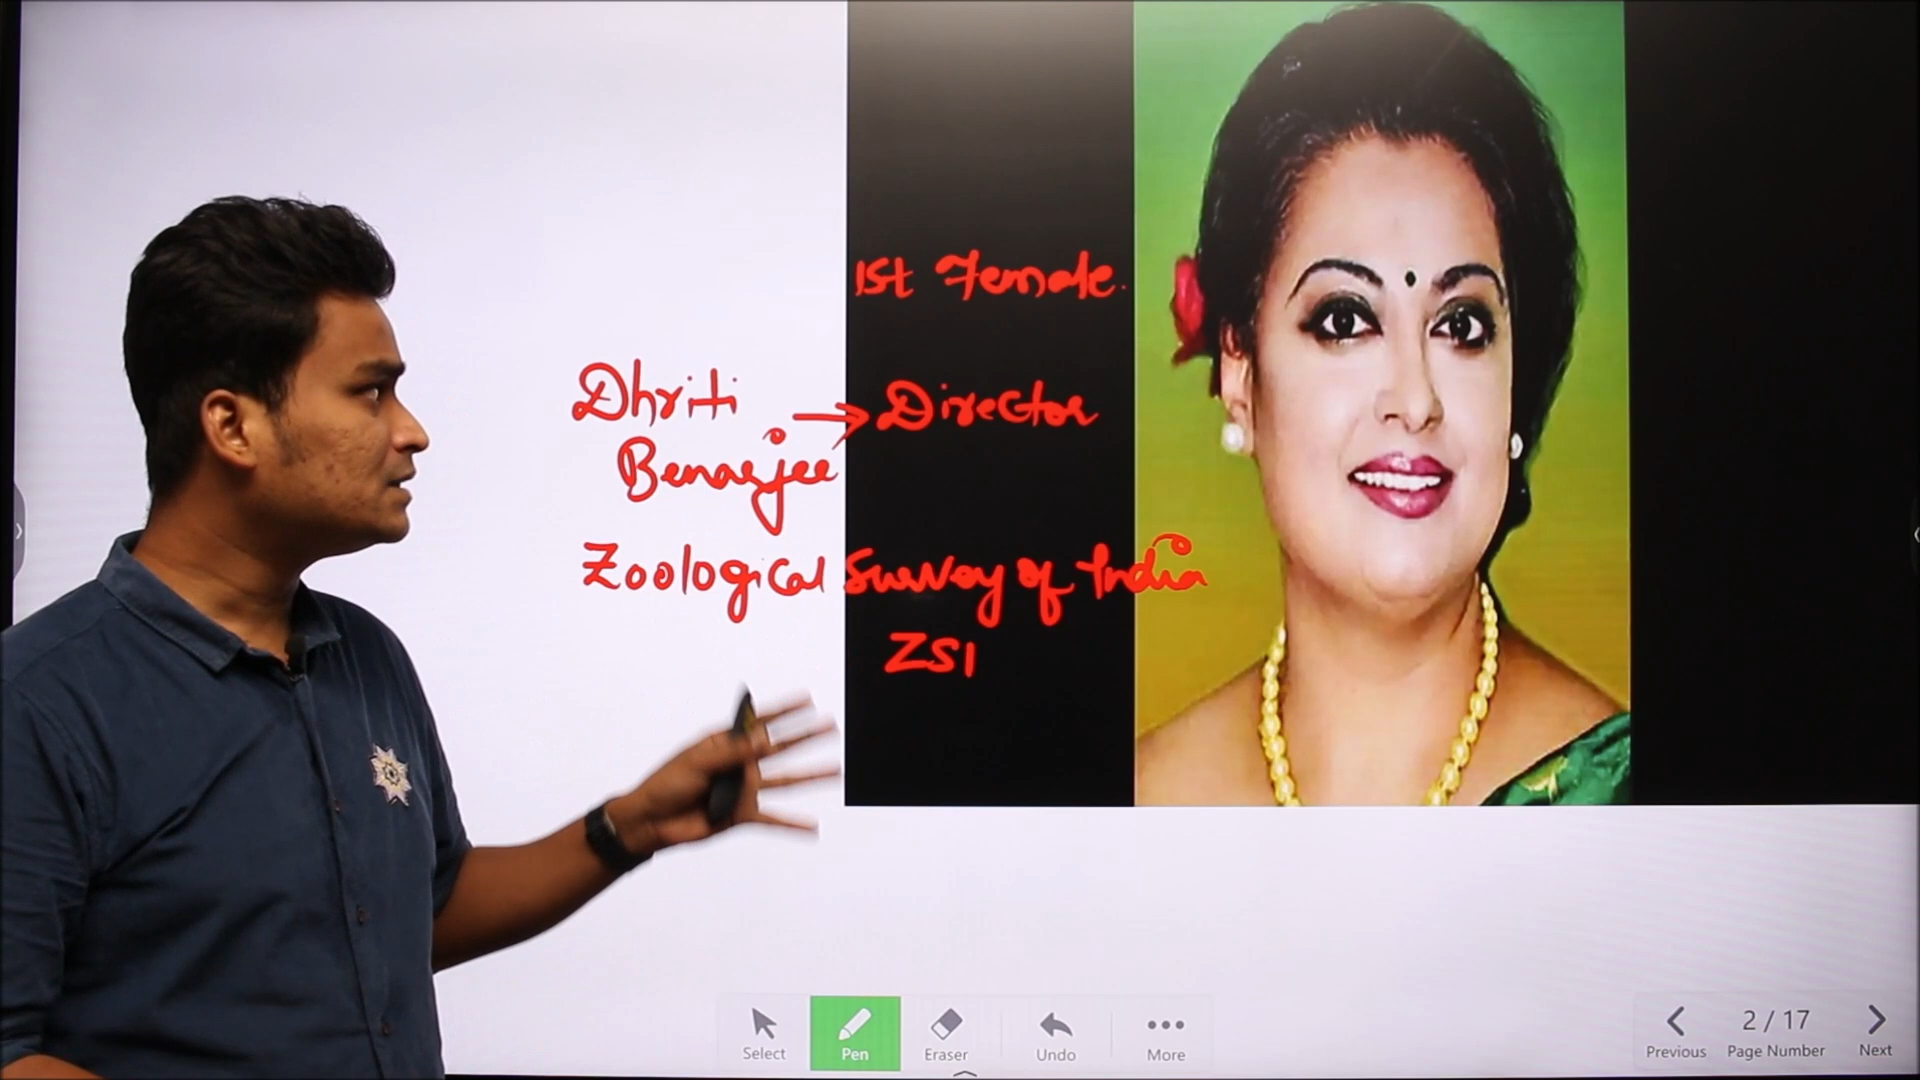 1st Female.
Dhriti → Director
Benarjee
Zoological Survey of India
ZSI
Select
Pen
Eraser
Undo
More
2 / 17
Previous
Page Number
Next